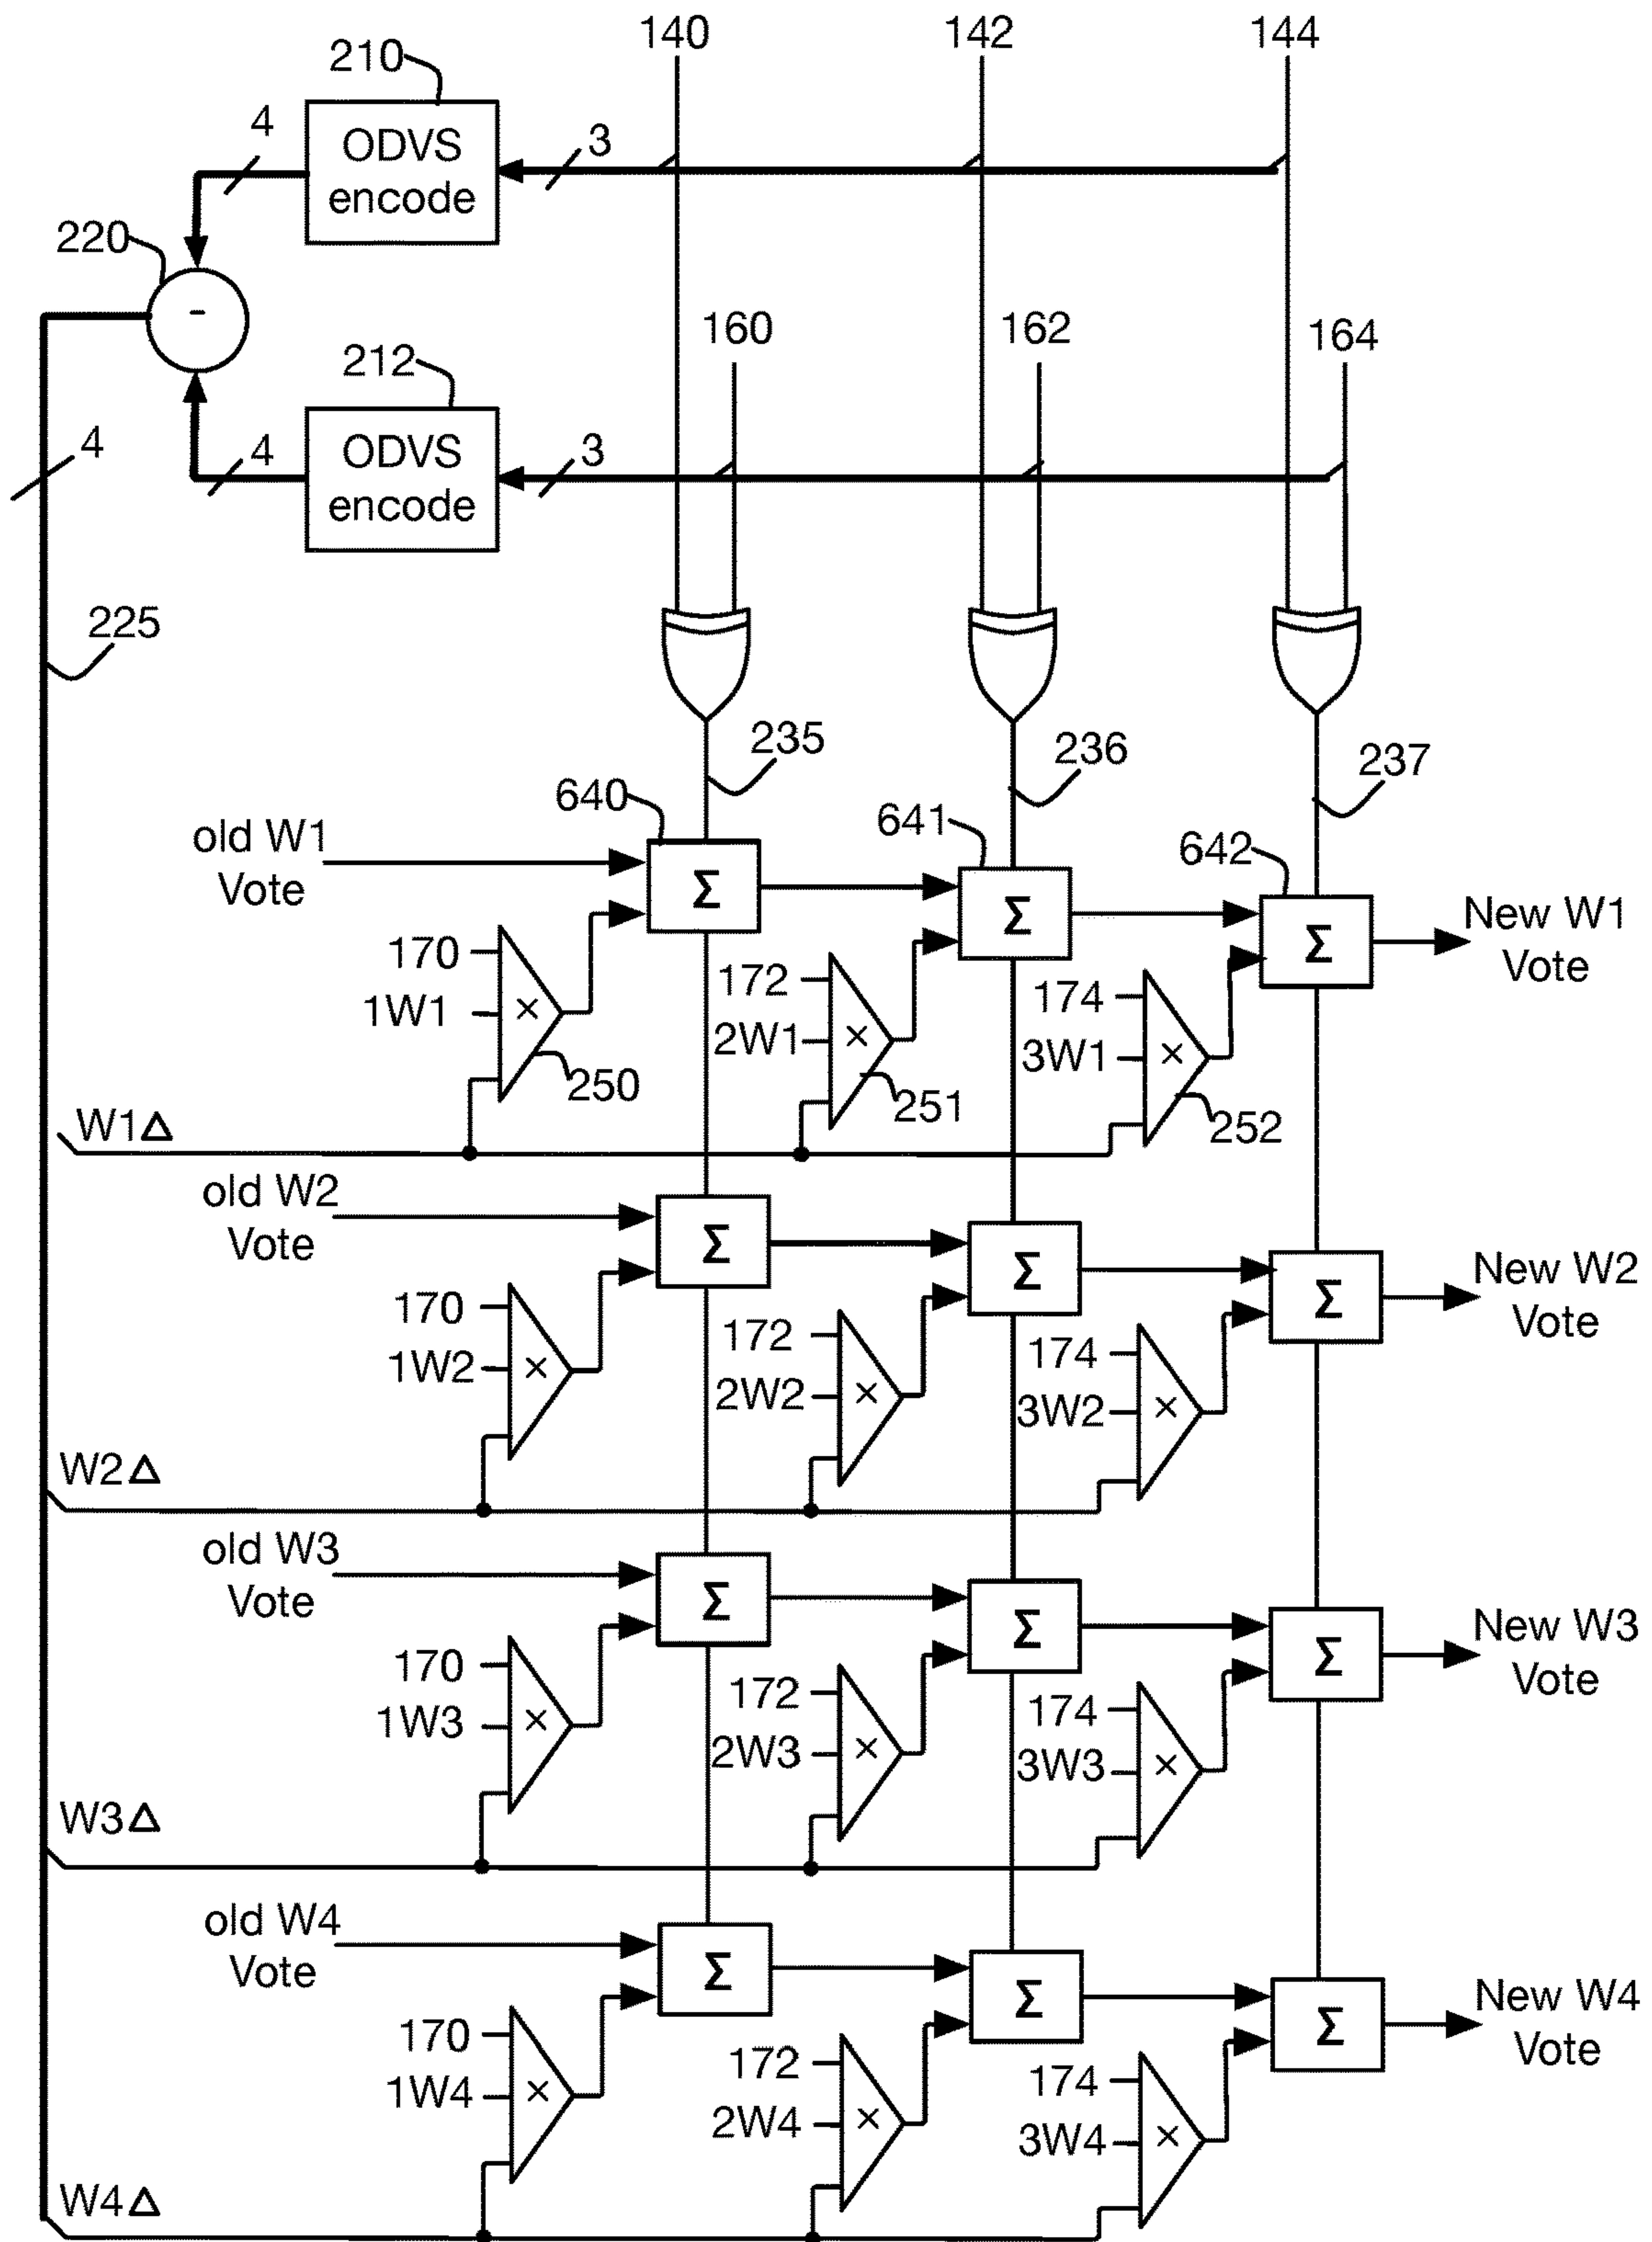 140
142
144
210
ODVS
encode
4
3
220
-
160
162
164
212
ODVS
encode
4
4
3
225
235
236
237
640
641
642
old W1
Vote
Σ
Σ
Σ
New W1
Vote
170
1W1
×
250
172
2W1
×
251
174
3W1
×
252
W1Δ
old W2
Vote
Σ
Σ
Σ
New W2
Vote
170
1W2
×
172
2W2
×
174
3W2
×
W2Δ
old W3
Vote
Σ
Σ
Σ
New W3
Vote
170
1W3
×
172
2W3
×
174
3W3
×
W3Δ
old W4
Vote
Σ
Σ
Σ
New W4
Vote
170
1W4
×
172
2W4
×
174
3W4
×
W4Δ